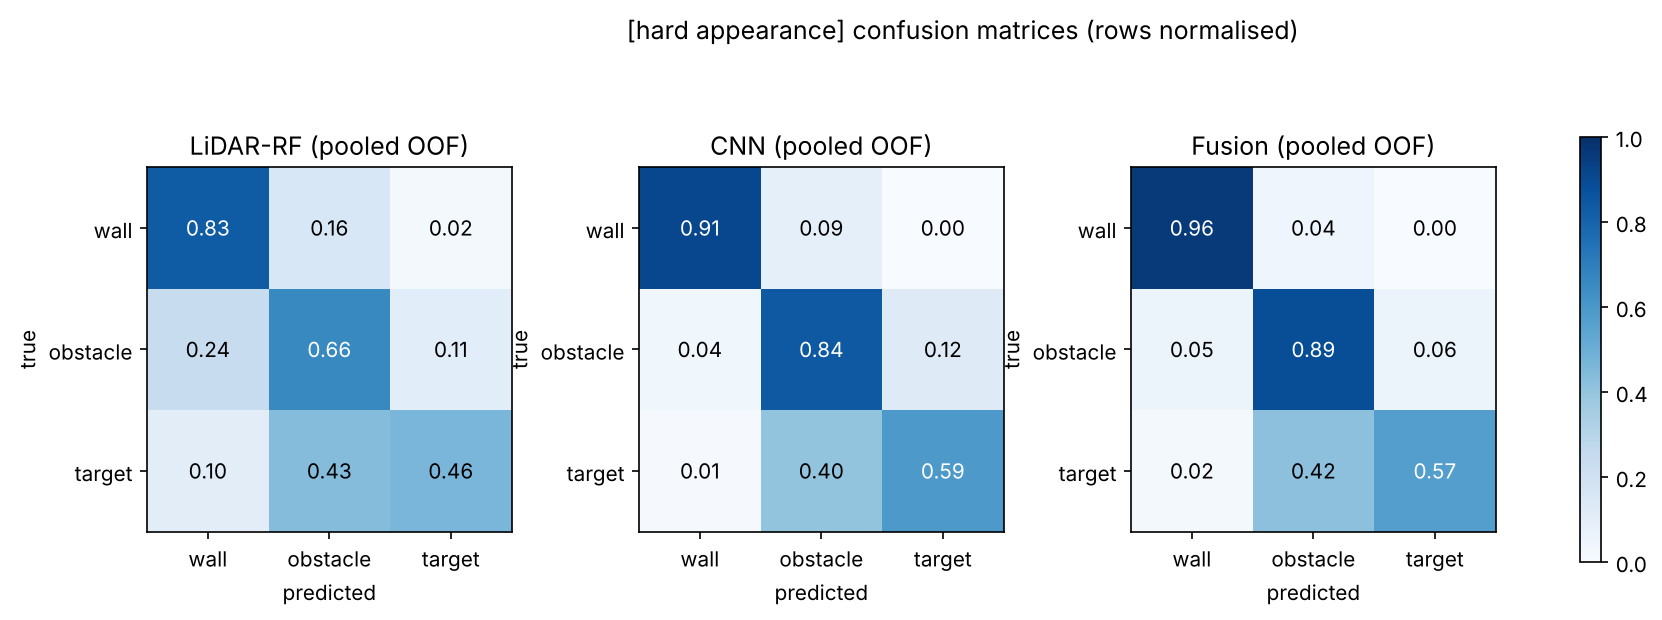 [hard appearance] confusion matrices (rows normalised)
LiDAR-RF (pooled OOF)
true
wall 0.83 0.16 0.02
obstacle 0.24 0.66 0.11
target 0.10 0.43 0.46
wall obstacle target
predicted
CNN (pooled OOF)
true
wall 0.91 0.09 0.00
obstacle 0.04 0.84 0.12
target 0.01 0.40 0.59
wall obstacle target
predicted
Fusion (pooled OOF)
true
wall 0.96 0.04 0.00
obstacle 0.05 0.89 0.06
target 0.02 0.42 0.57
wall obstacle target
predicted
1.0
0.8
0.6
0.4
0.2
0.0